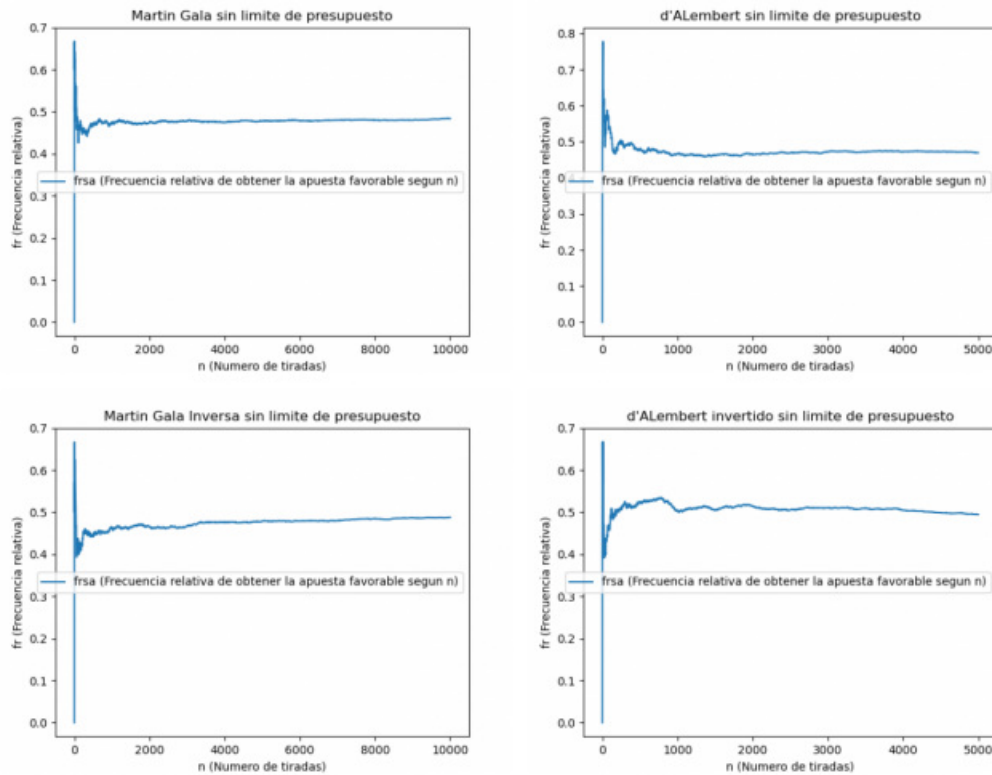 Martin Gala sin limite de presupuesto
0.7
0.6
0.5
0.4
0.3
0.2
0.1
0.0
fr (Frecuencia relativa)
frsa (Frecuencia relativa de obtener la apuesta favorable segun n)
0 2000 4000 6000 8000 10000
n (Numero de tiradas)
d'ALembert sin limite de presupuesto
0.8
0.7
0.6
0.5
0.4
0.3
0.2
0.1
0.0
fr (Frecuencia relativa)
frsa (Frecuencia relativa de obtener la apuesta favorable segun n)
0 1000 2000 3000 4000 5000
n (Numero de tiradas)
Martin Gala Inversa sin limite de presupuesto
0.7
0.6
0.5
0.4
0.3
0.2
0.1
0.0
fr (Frecuencia relativa)
frsa (Frecuencia relativa de obtener la apuesta favorable segun n)
0 2000 4000 6000 8000 10000
n (Numero de tiradas)
d'ALembert invertido sin limite de presupuesto
0.7
0.6
0.5
0.4
0.3
0.2
0.1
0.0
fr (Frecuencia relativa)
frsa (Frecuencia relativa de obtener la apuesta favorable segun n)
0 1000 2000 3000 4000 5000
n (Numero de tiradas)